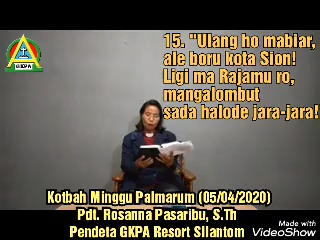 GKPA
15. "Ulang ho mabiar,
ale boru kota Sion!
Ligi ma Rajamu ro,
mangalombut
sada halode jara-jara!
Kotbah Minggu Palmarum (05/04/2020)
Pdt. Rosanna Pasaribu, S.Th
Pendeta GKPA Resort Silantom
Made with
VideoShow